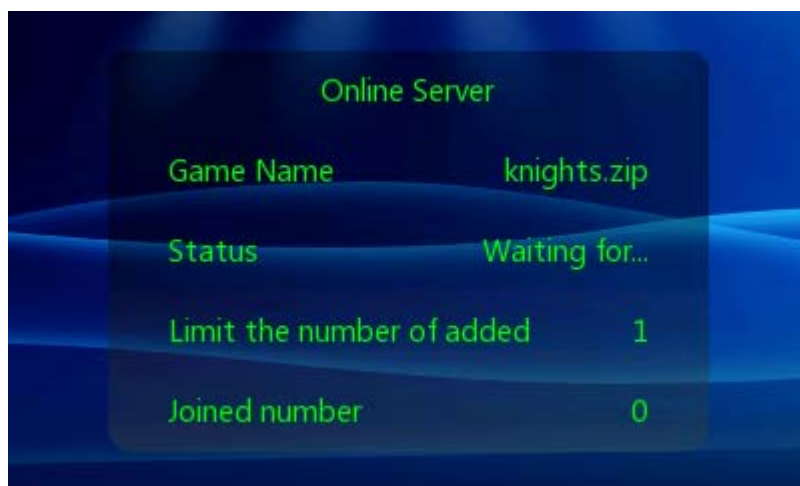 Online Server
Game Name knights.zip
Status Waiting for...
Limit the number of added 1
Joined number 0